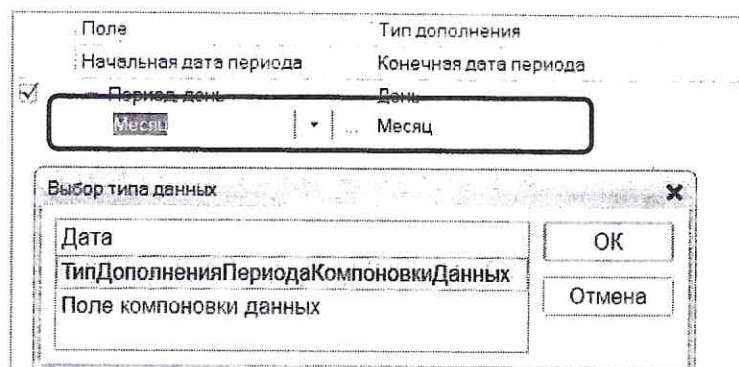 Поле Тип дополнения
Начальная дата периода Конечная дата периода
Период день День
Месяц ... Месяц
Выбор типа данных
Дата ОК
ТипДополненияПериодаКомпоновкиДанных
Поле компоновки данных Отмена